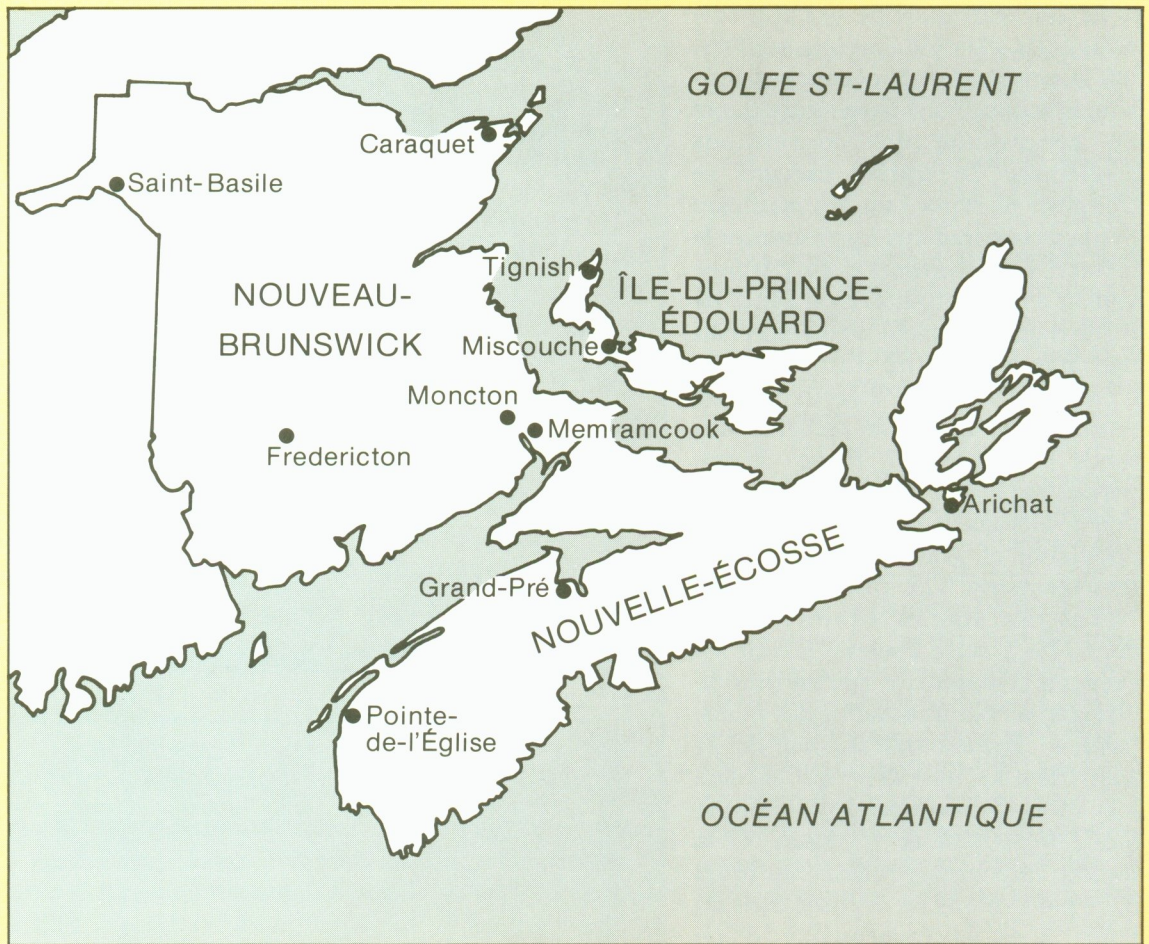 GOLFE ST-LAURENT
Caraquet
Saint-Basile
Tignish
ÎLE-DU-PRINCE-
ÉDOUARD
NOUVEAU-
BRUNSWICK
Miscouche
Moncton
Memramcook
Fredericton
Arichat
Grand-Pré
NOUVELLE-ÉCOSSE
Pointe-
de-l'Église
OCÉAN ATLANTIQUE